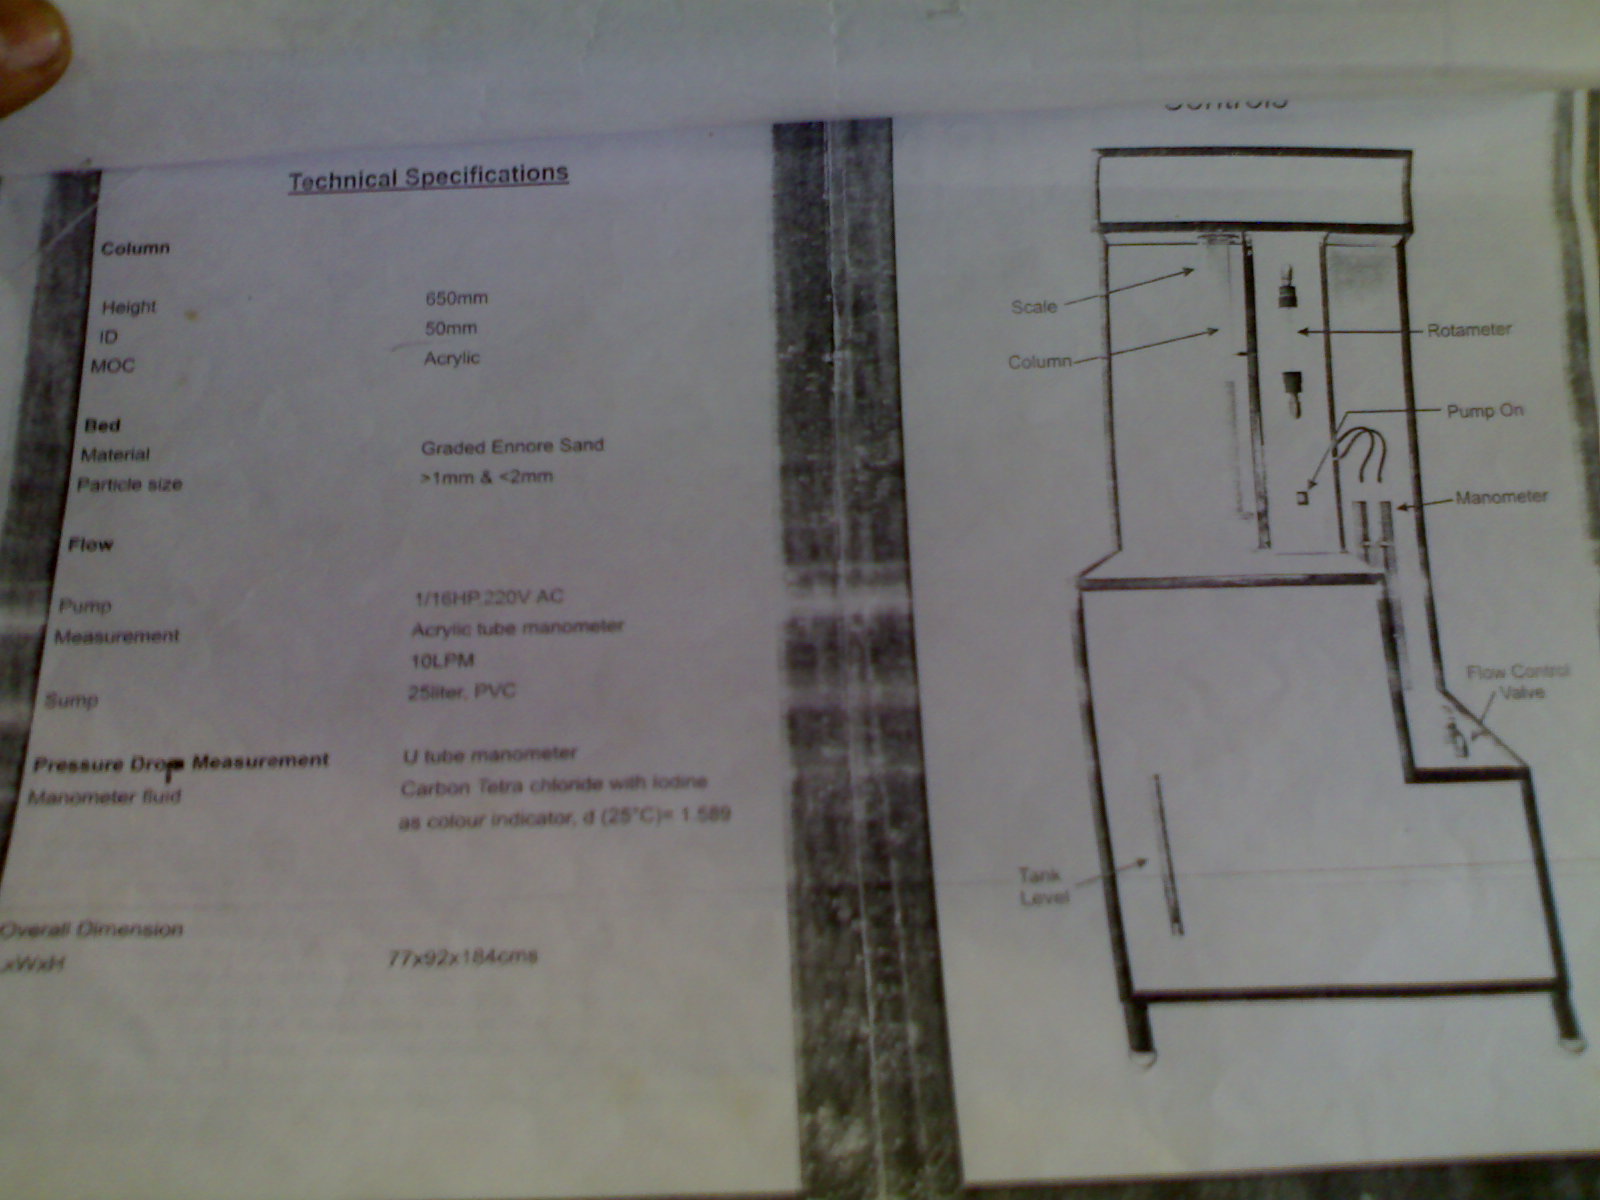 Technical Specifications
Column
Height 650mm
ID 50mm
MOC Acrylic
Bed
Material Graded Ennore Sand
Particle size >1mm & <2mm
Flow
Pump 1/16HP,220V AC
Measurement Acrylic tube manometer
10LPM
Sump 25liter, PVC
Pressure Drop Measurement U tube manometer
Manometer fluid Carbon Tetra chloride with Iodine
as colour indicator, d (25°C)= 1.589
Overall Dimension
xWxH 77x92x184cms
Controls
Scale
Column
Rotameter
Pump On
Manometer
Flow Control
Valve
Tank
Level